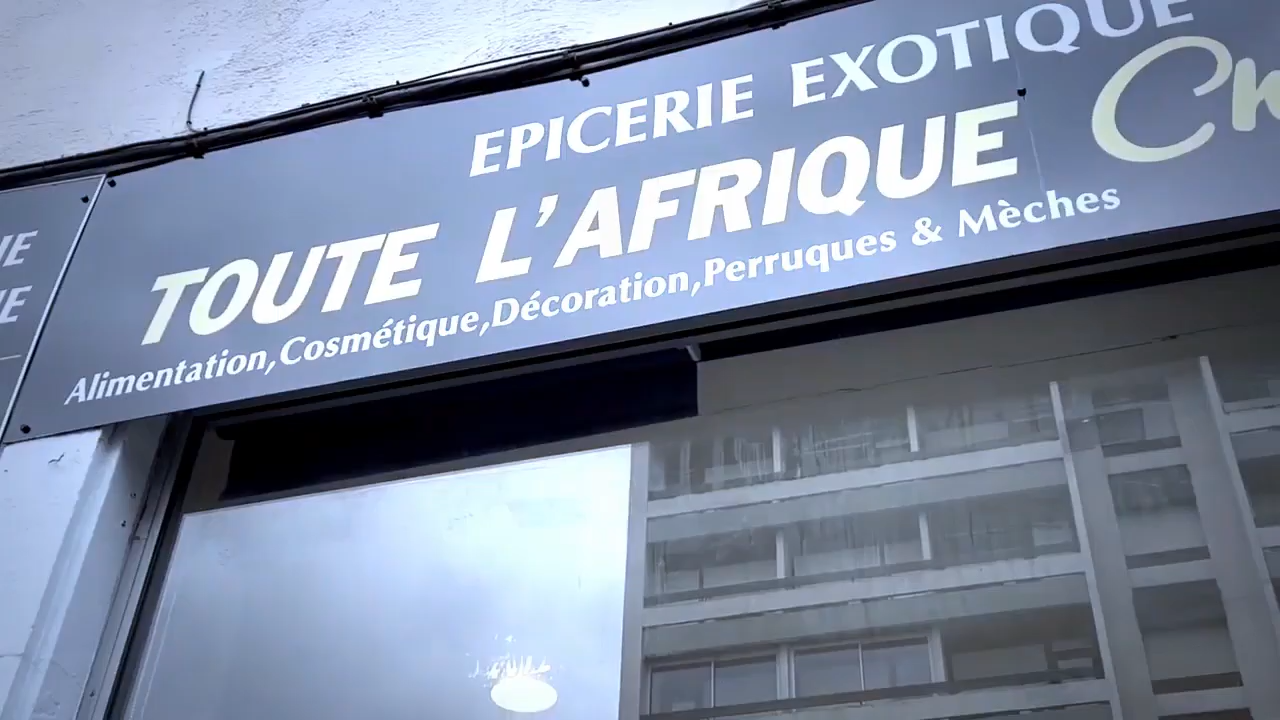 EPICERIE EXOTIQUE
TOUTE L'AFRIQUE
Alimentation,Cosmétique,Décoration,Perruques & Mèches